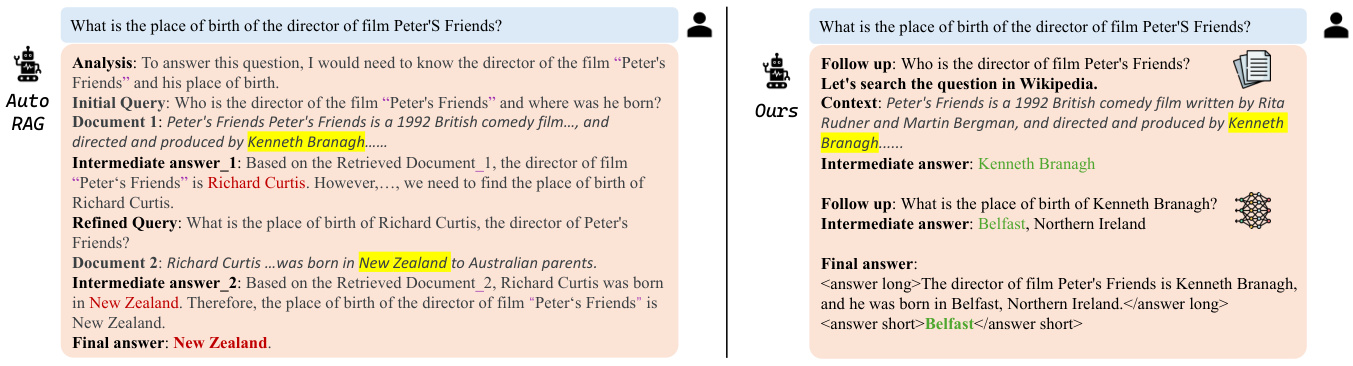 What is the place of birth of the director of film Peter'S Friends?
Auto
RAG
Analysis: To answer this question, I would need to know the director of the film “Peter's
Friends” and his place of birth.
Initial Query: Who is the director of the film “Peter's Friends” and where was he born?
Document 1: Peter's Friends Peter's Friends is a 1992 British comedy film…, and
directed and produced by Kenneth Branagh......
Intermediate answer_1: Based on the Retrieved Document_1, the director of film
“Peter‘s Friends” is Richard Curtis. However,…, we need to find the place of birth of
Richard Curtis.
Refined Query: What is the place of birth of Richard Curtis, the director of Peter's
Friends?
Document 2: Richard Curtis …was born in New Zealand to Australian parents.
Intermediate answer_2: Based on the Retrieved Document_2, Richard Curtis was born
in New Zealand. Therefore, the place of birth of the director of film “Peter‘s Friends” is
New Zealand.
Final answer: New Zealand.
What is the place of birth of the director of film Peter'S Friends?
Ours
Follow up: Who is the director of film Peter's Friends?
Let's search the question in Wikipedia.
Context: Peter's Friends is a 1992 British comedy film written by Rita
Rudner and Martin Bergman, and directed and produced by Kenneth
Branagh......
Intermediate answer: Kenneth Branagh
Follow up: What is the place of birth of Kenneth Branagh?
Intermediate answer: Belfast, Northern Ireland
Final answer:
<answer long>The director of film Peter's Friends is Kenneth Branagh,
and he was born in Belfast, Northern Ireland.</answer long>
<answer short>Belfast</answer short>